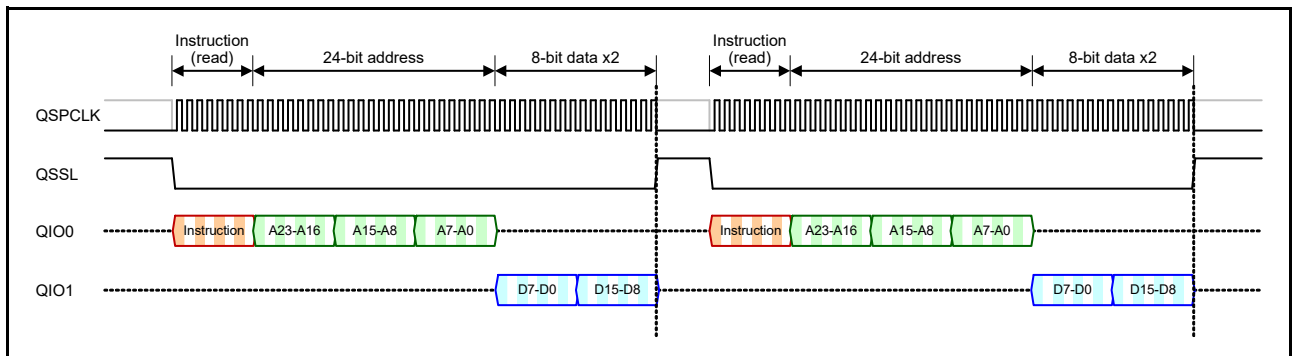 Instruction
(read)
24-bit address
8-bit data x2
Instruction
(read)
24-bit address
8-bit data x2
QSPCLK
QSSL
QIO0
Instruction
A23-A16
A15-A8
A7-A0
Instruction
A23-A16
A15-A8
A7-A0
QIO1
D7-D0
D15-D8
D7-D0
D15-D8